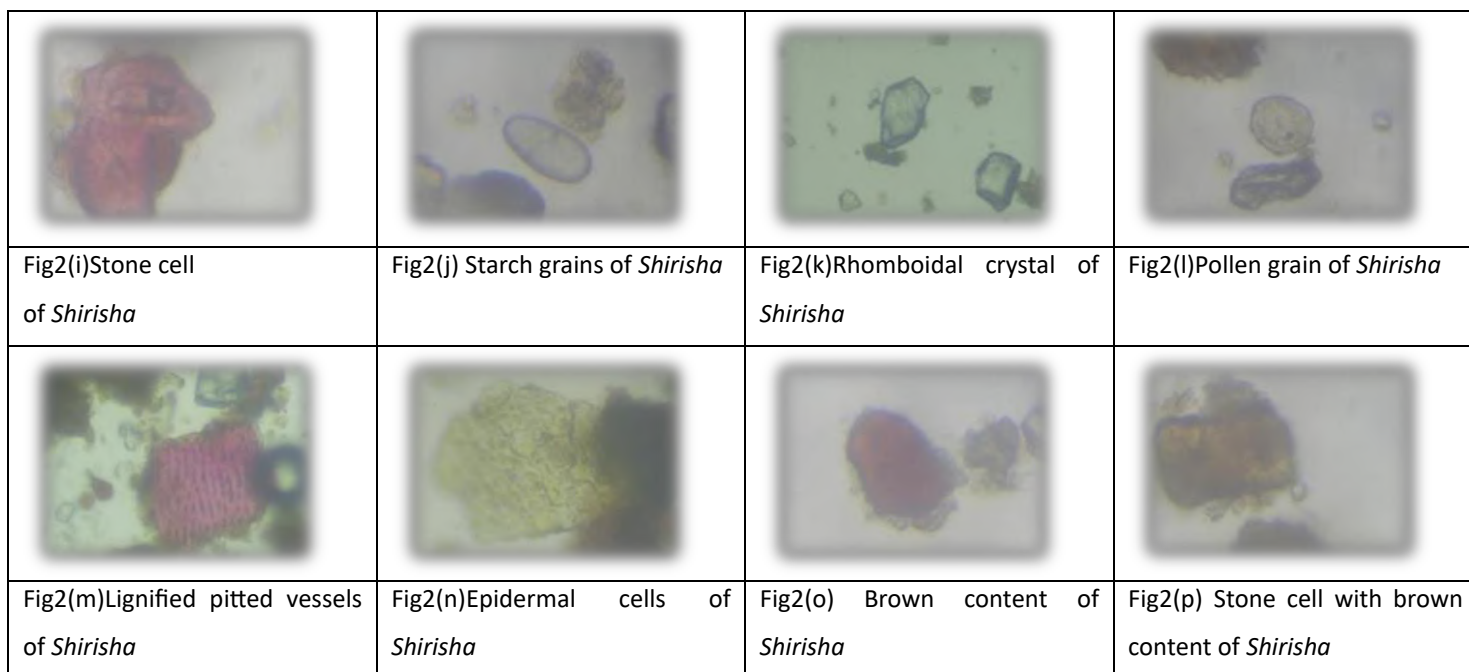 Fig2(i)Stone cell
of Shirisha
Fig2(j) Starch grains of Shirisha
Fig2(k)Rhomboidal crystal of
Shirisha
Fig2(l)Pollen grain of Shirisha
Fig2(m)Lignified pitted vessels
of Shirisha
Fig2(n)Epidermal cells of
Shirisha
Fig2(o) Brown content of
Shirisha
Fig2(p) Stone cell with brown
content of Shirisha